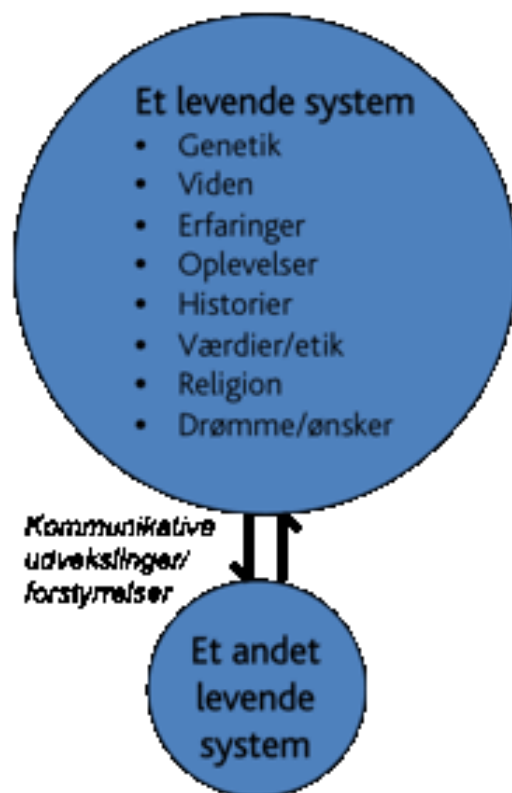 Et levende system
• Genetik
• Viden
• Erfaringer
• Oplevelser
• Historier
• Værdier/etik
• Religion
• Drømme/ønsker
Kommunikative
udvekslinger/
forstyrrelser
Et andet
levende
system